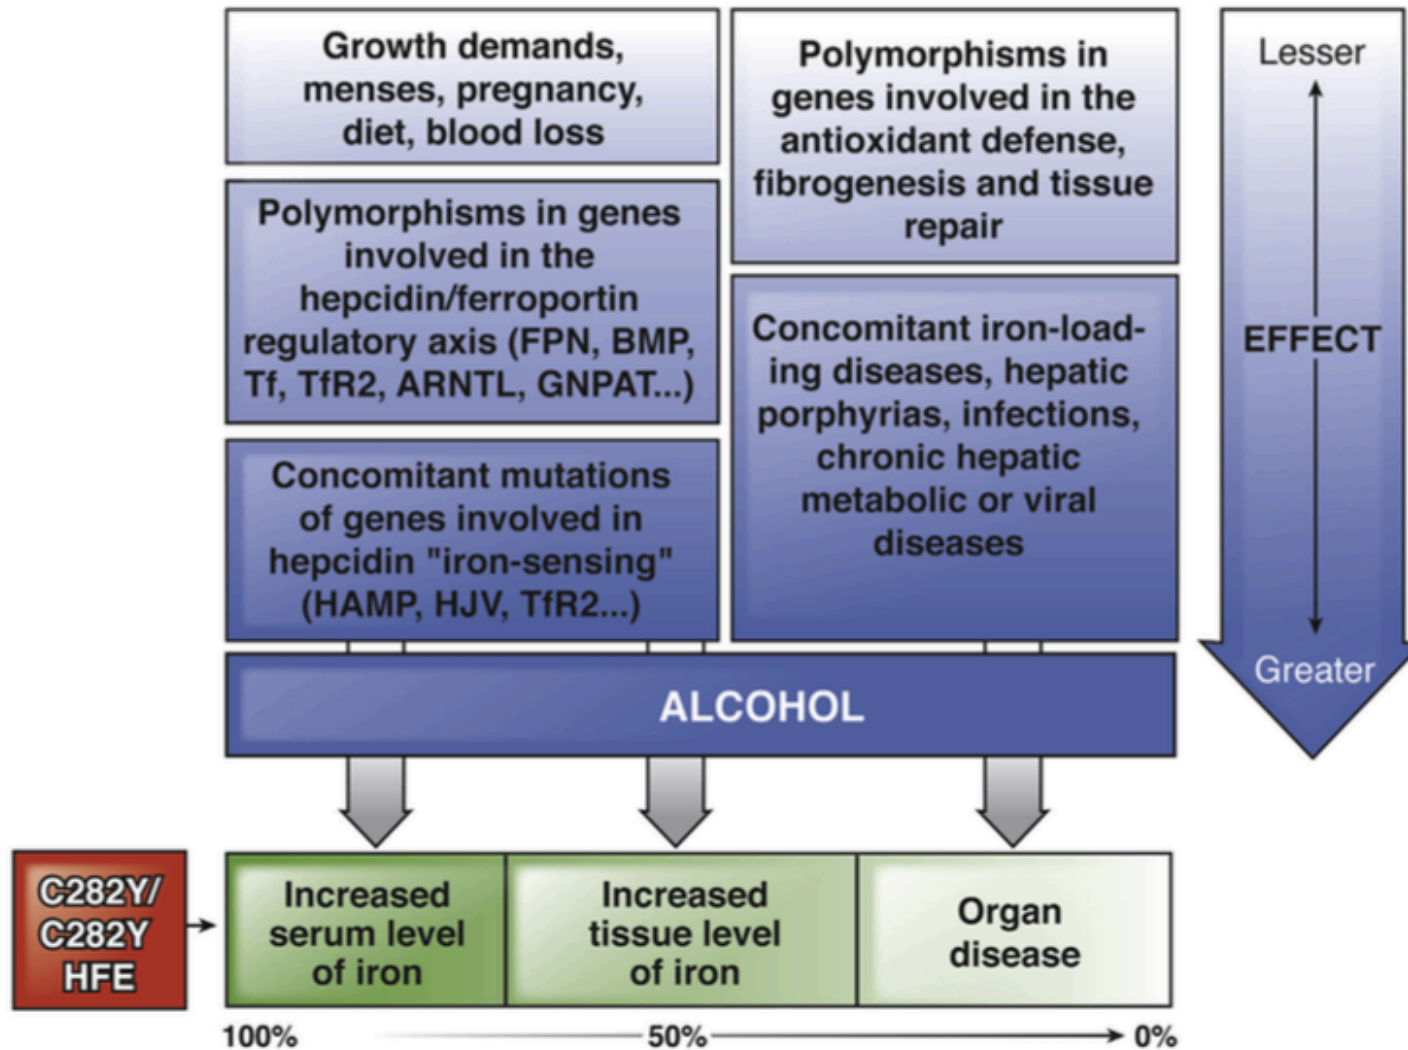 Growth demands,
menses, pregnancy,
diet, blood loss
Polymorphisms in genes
involved in the
hepcidin/ferroportin
regulatory axis (FPN, BMP,
Tf, TfR2, ARNTL, GNPAT...)
Concomitant mutations
of genes involved in
hepcidin "iron-sensing"
(HAMP, HJV, TfR2...)
Polymorphisms in
genes involved in the
antioxidant defense,
fibrogenesis and tissue
repair
Concomitant iron-load-
ing diseases, hepatic
porphyrias, infections,
chronic hepatic
metabolic or viral
diseases
Lesser
EFFECT
Greater
ALCOHOL
C282Y/
C282Y
HFE
Increased
serum level
of iron
Increased
tissue level
of iron
Organ
disease
100%
50%
0%